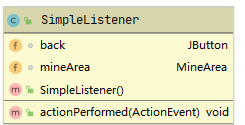 SimpleListener
back JButton
mineArea MineArea
SimpleListener()
actionPerformed(ActionEvent) void